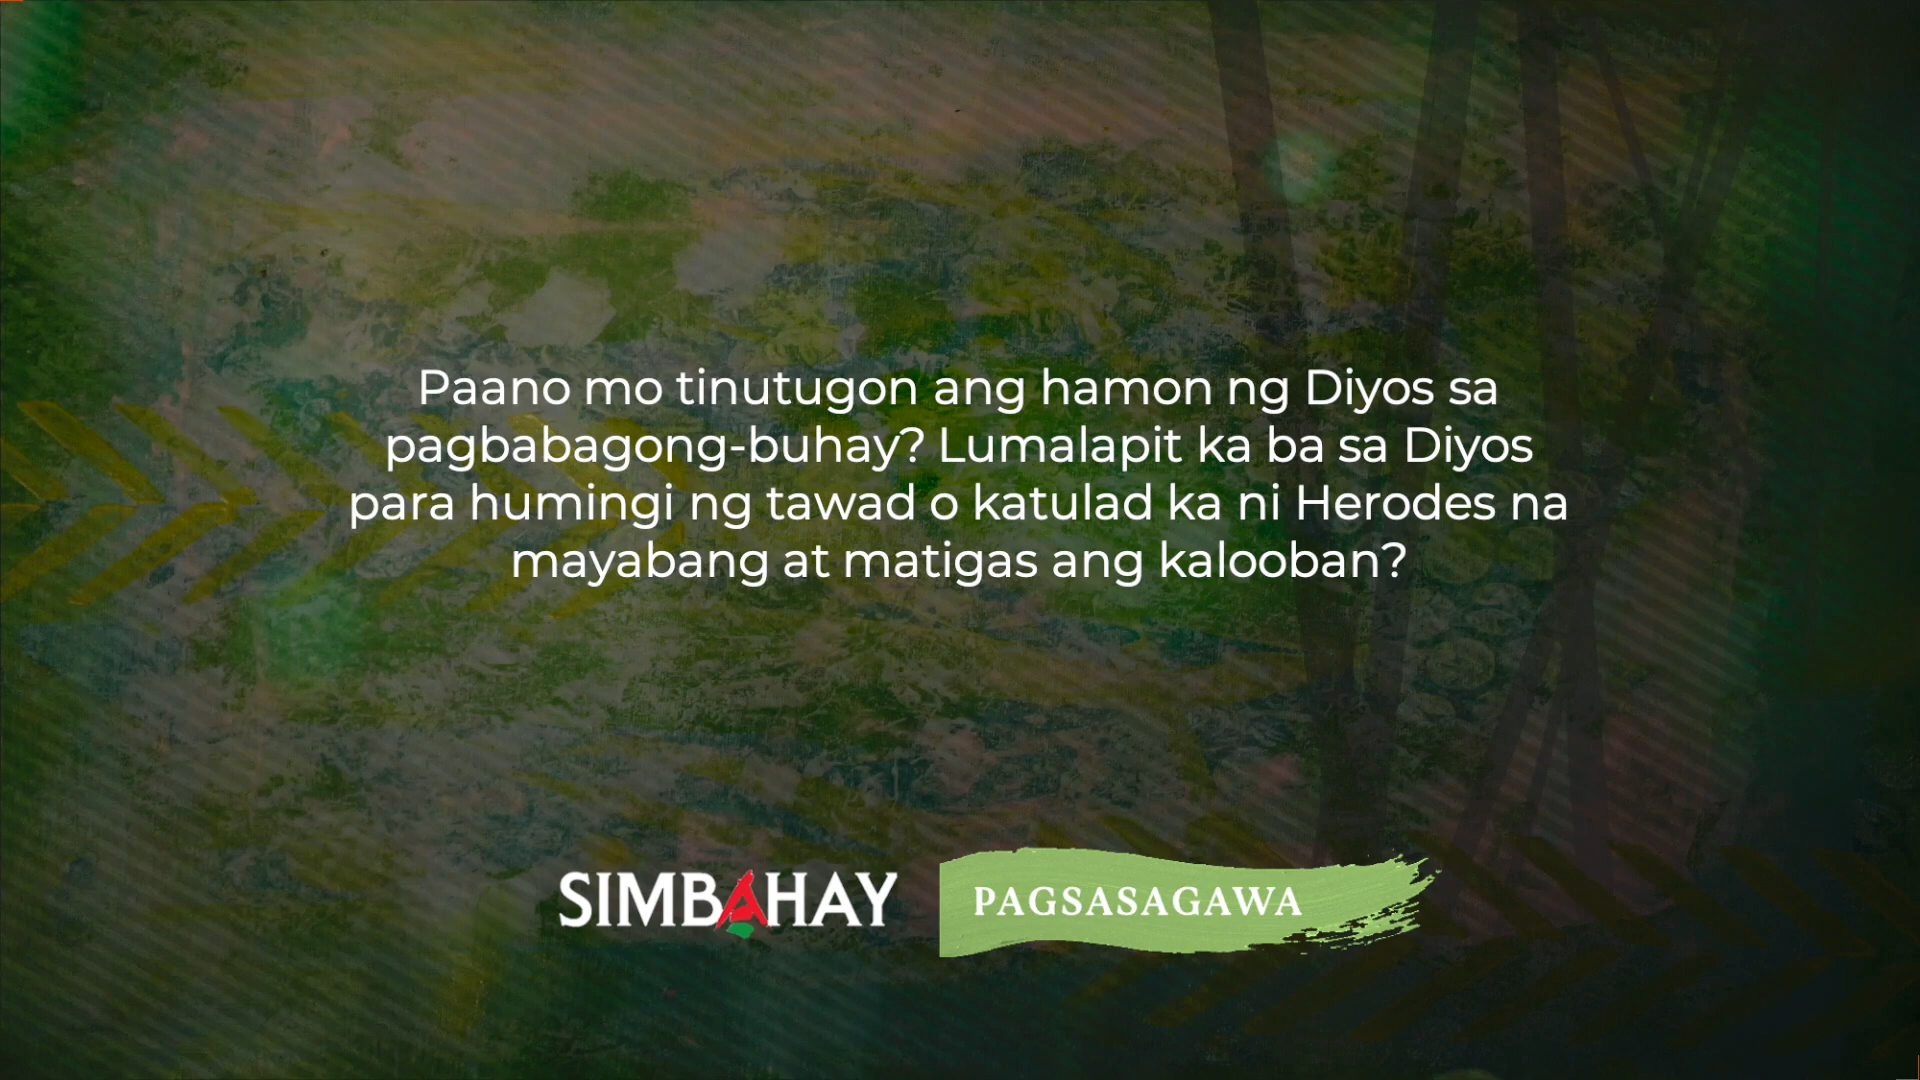 Paano mo tinutugon ang hamon ng Diyos sa
pagbabagong-buhay? Lumalapit ka ba sa Diyos
para humingi ng tawad o katulad ka ni Herodes na
mayabang at matigas ang kalooban?
SIMBAHAY PAGSASAGAWA